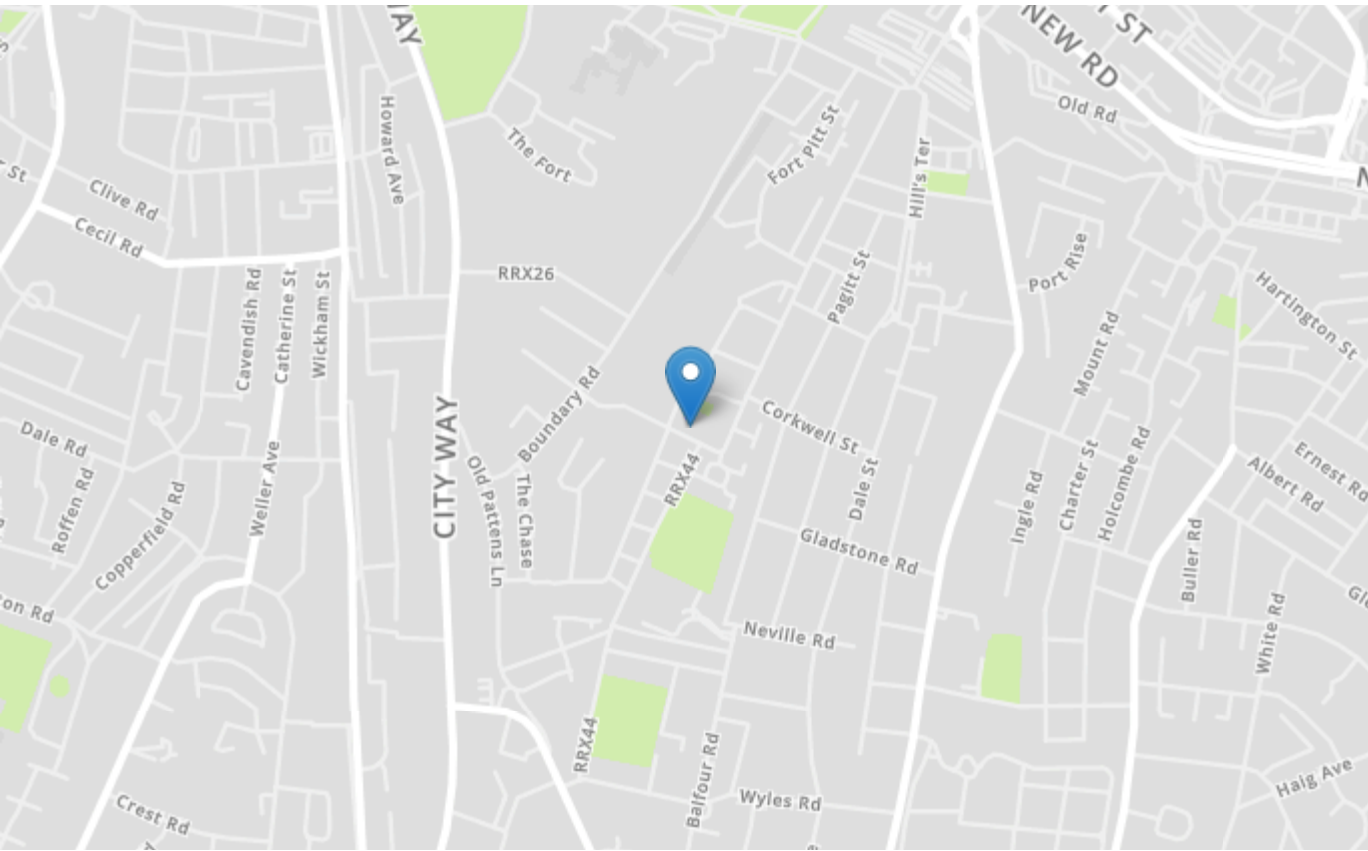 WAY
NEW RD
ST
Old Rd
Howard Ave
The Fort
Fort Pitt St
Hill's Ter
r St
Clive Rd
Cecil Rd
RRX26
Pagitt St
Port Rise
Hartington St
Cavendish Rd
Catherine St
Wickham St
Mount Rd
Boundary Rd
CITY WAY
Corkwell St
Dale Rd
Roffen Rd
Copperfield Rd
Weller Ave
Old Pattens Ln
The Chase
RRX44
Dale St
Gladstone Rd
Ingle Rd
Charter St
Holcombe Rd
Albert Rd
Ernest Rd
Buller Rd
White Rd
ton Rd
Neville Rd
RRX44
Balfour Rd
Wyles Rd
Haig Ave
Crest Rd